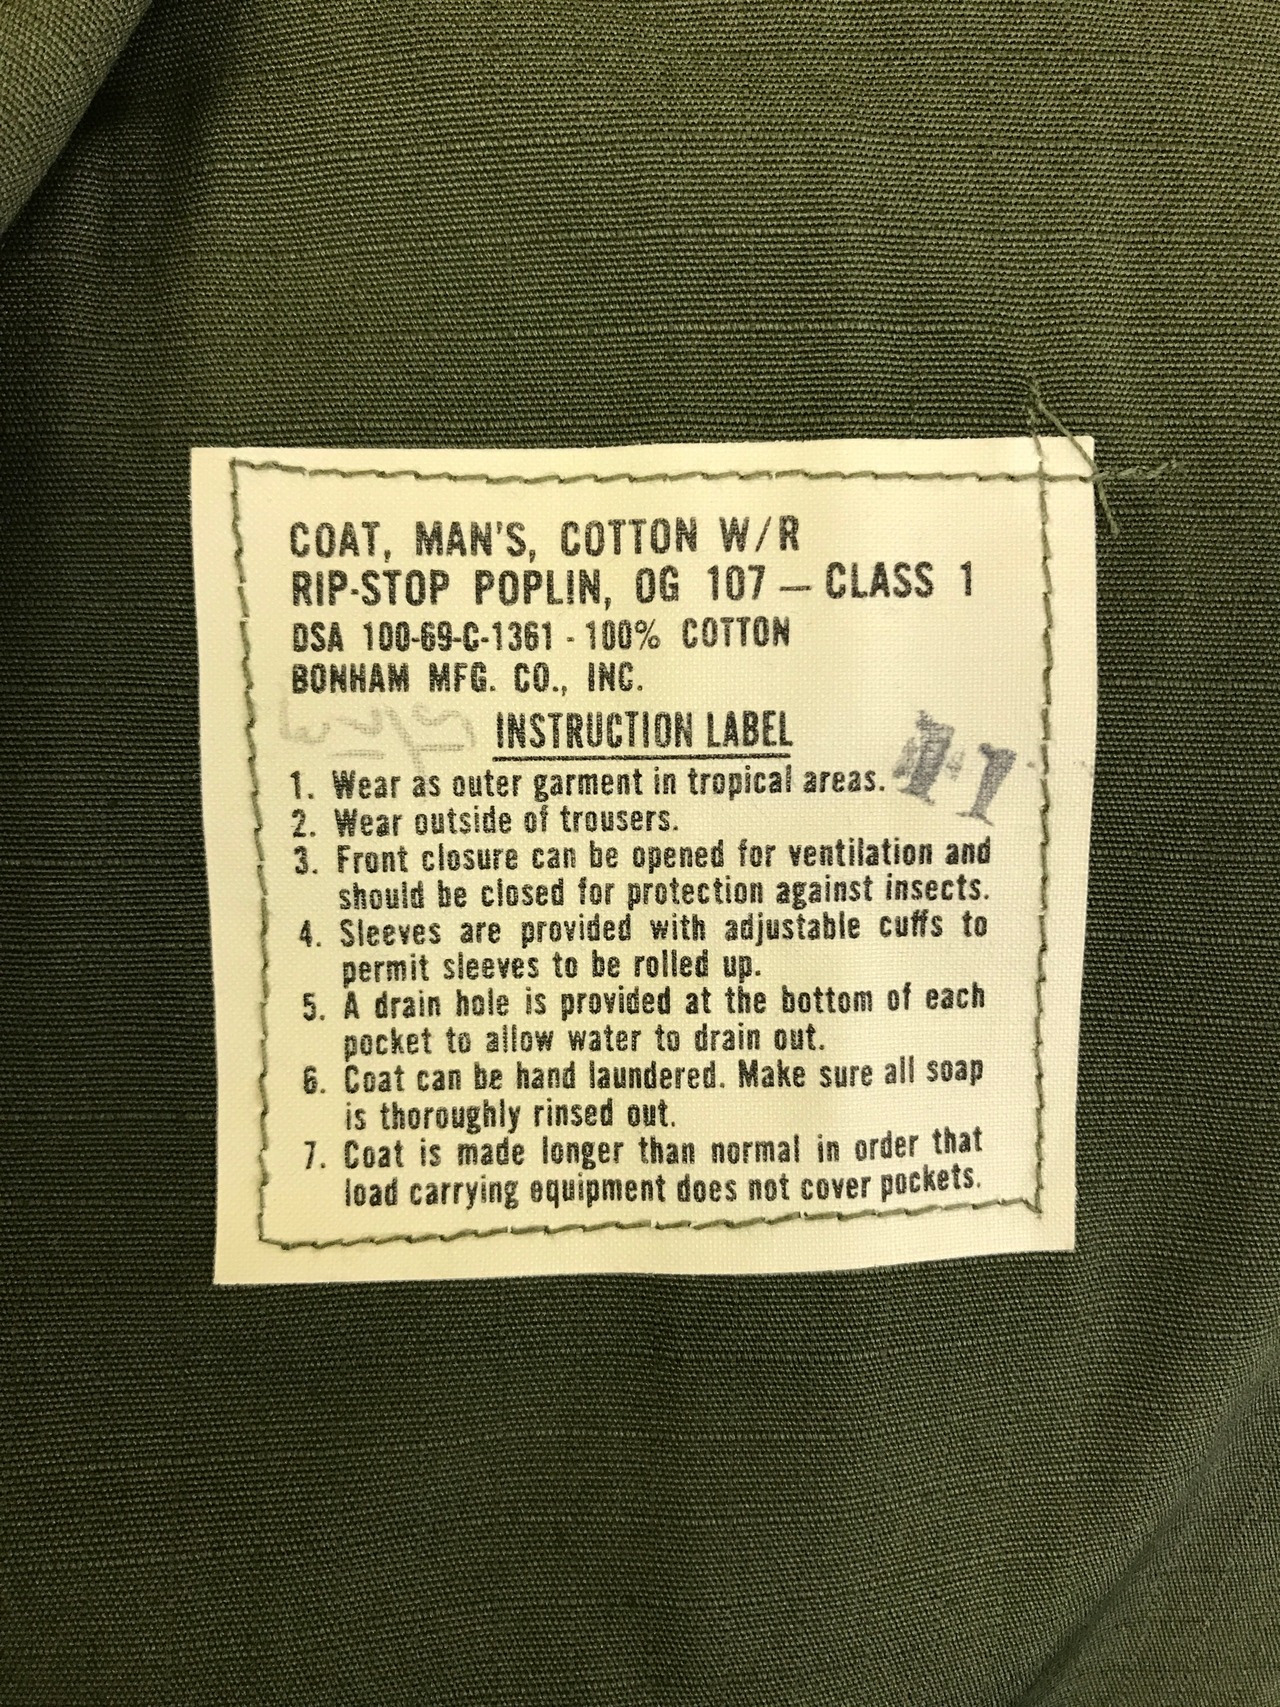 COAT, MAN'S, COTTON W/R
RIP-STOP POPLIN, OG 107 — CLASS 1
DSA 100-69-C-1361 - 100% COTTON
BONHAM MFG. CO., INC.
INSTRUCTION LABEL
11
1. Wear as outer garment in tropical areas.
2. Wear outside of trousers.
3. Front closure can be opened for ventilation and
should be closed for protection against insects.
4. Sleeves are provided with adjustable cuffs to
permit sleeves to be rolled up.
5. A drain hole is provided at the bottom of each
pocket to allow water to drain out.
6. Coat can be hand laundered. Make sure all soap
is thoroughly rinsed out.
7. Coat is made longer than normal in order that
load carrying equipment does not cover pockets.